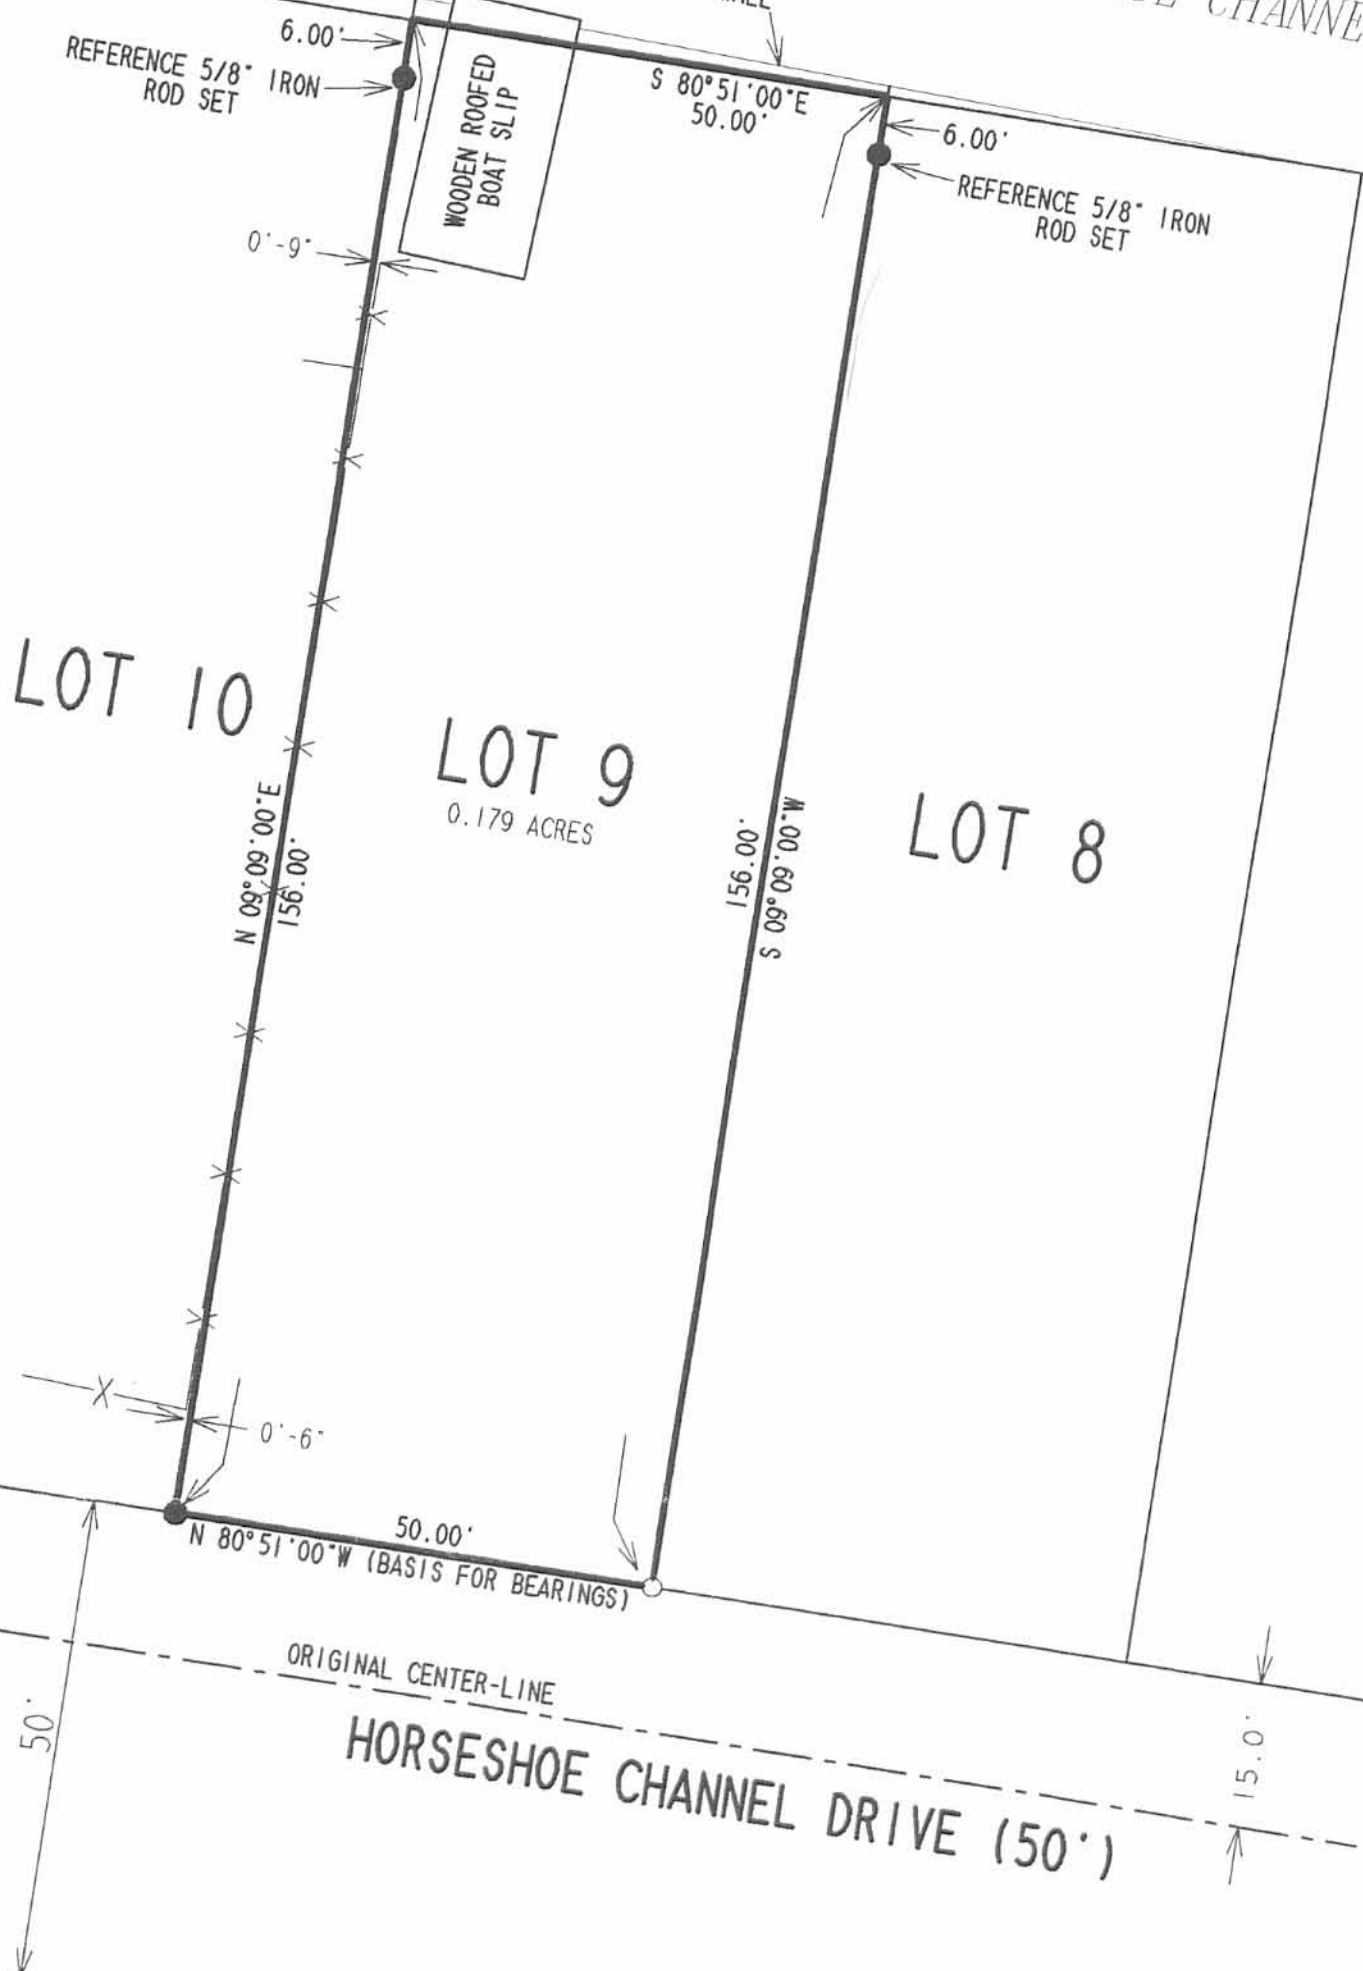 CHANNE
6.00'
REFERENCE 5/8" IRON
ROD SET
WOODEN ROOFED
BOAT SLIP
S 80°51'00"E
50.00'
6.00'
REFERENCE 5/8" IRON
ROD SET
0'-9"
LOT 10
LOT 9
0.179 ACRES
LOT 8
N 09°09'00"E
156.00'
156.00'
S 09°09'00"W
X
0'-6"
50.00'
N 80°51'00"W (BASIS FOR BEARINGS)
ORIGINAL CENTER-LINE
HORSESHOE CHANNEL DRIVE (50')
50'
15.0'